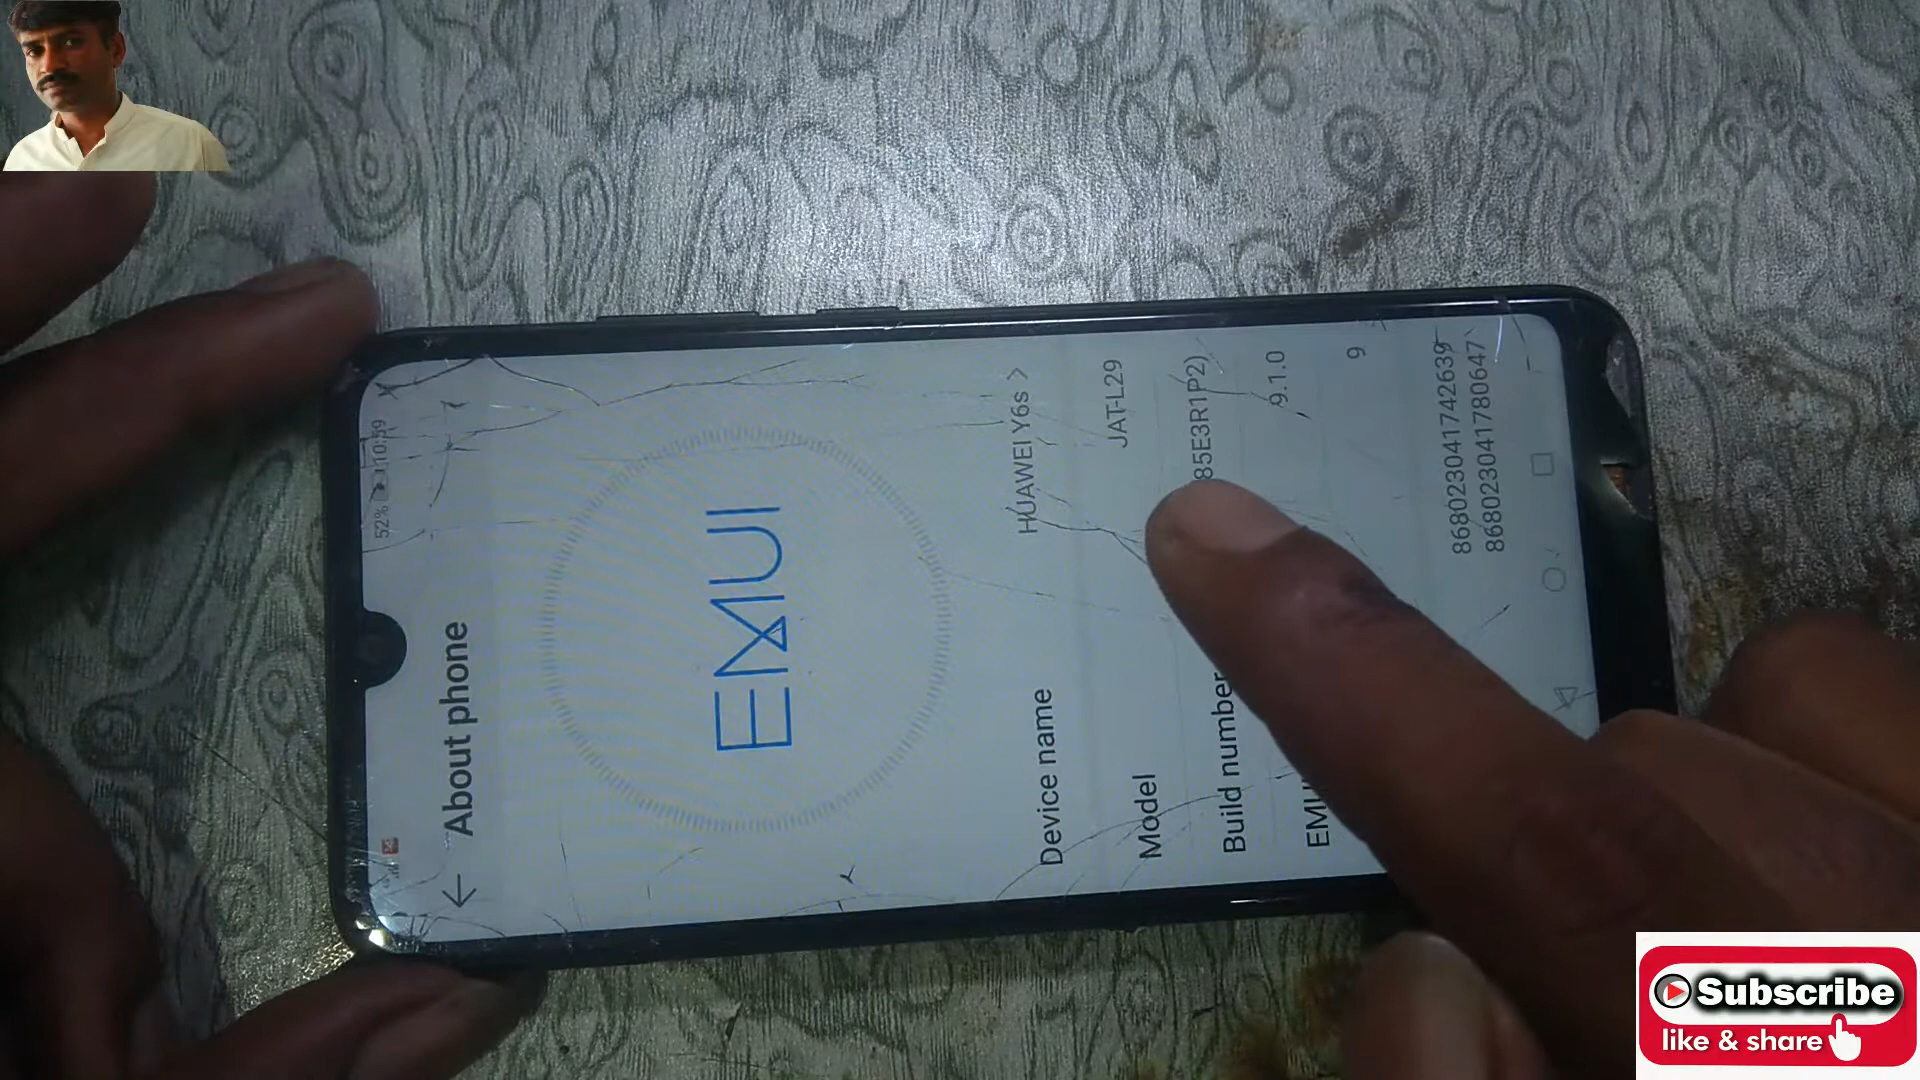 52% 10:59
About phone
EMUI
Device name HUAWEI Y6s >
Model JAT-L29
Build number 85E3R1P2)
EMU 9.1.0
9
868023041742639
868023041780647
Subscribe
like & share